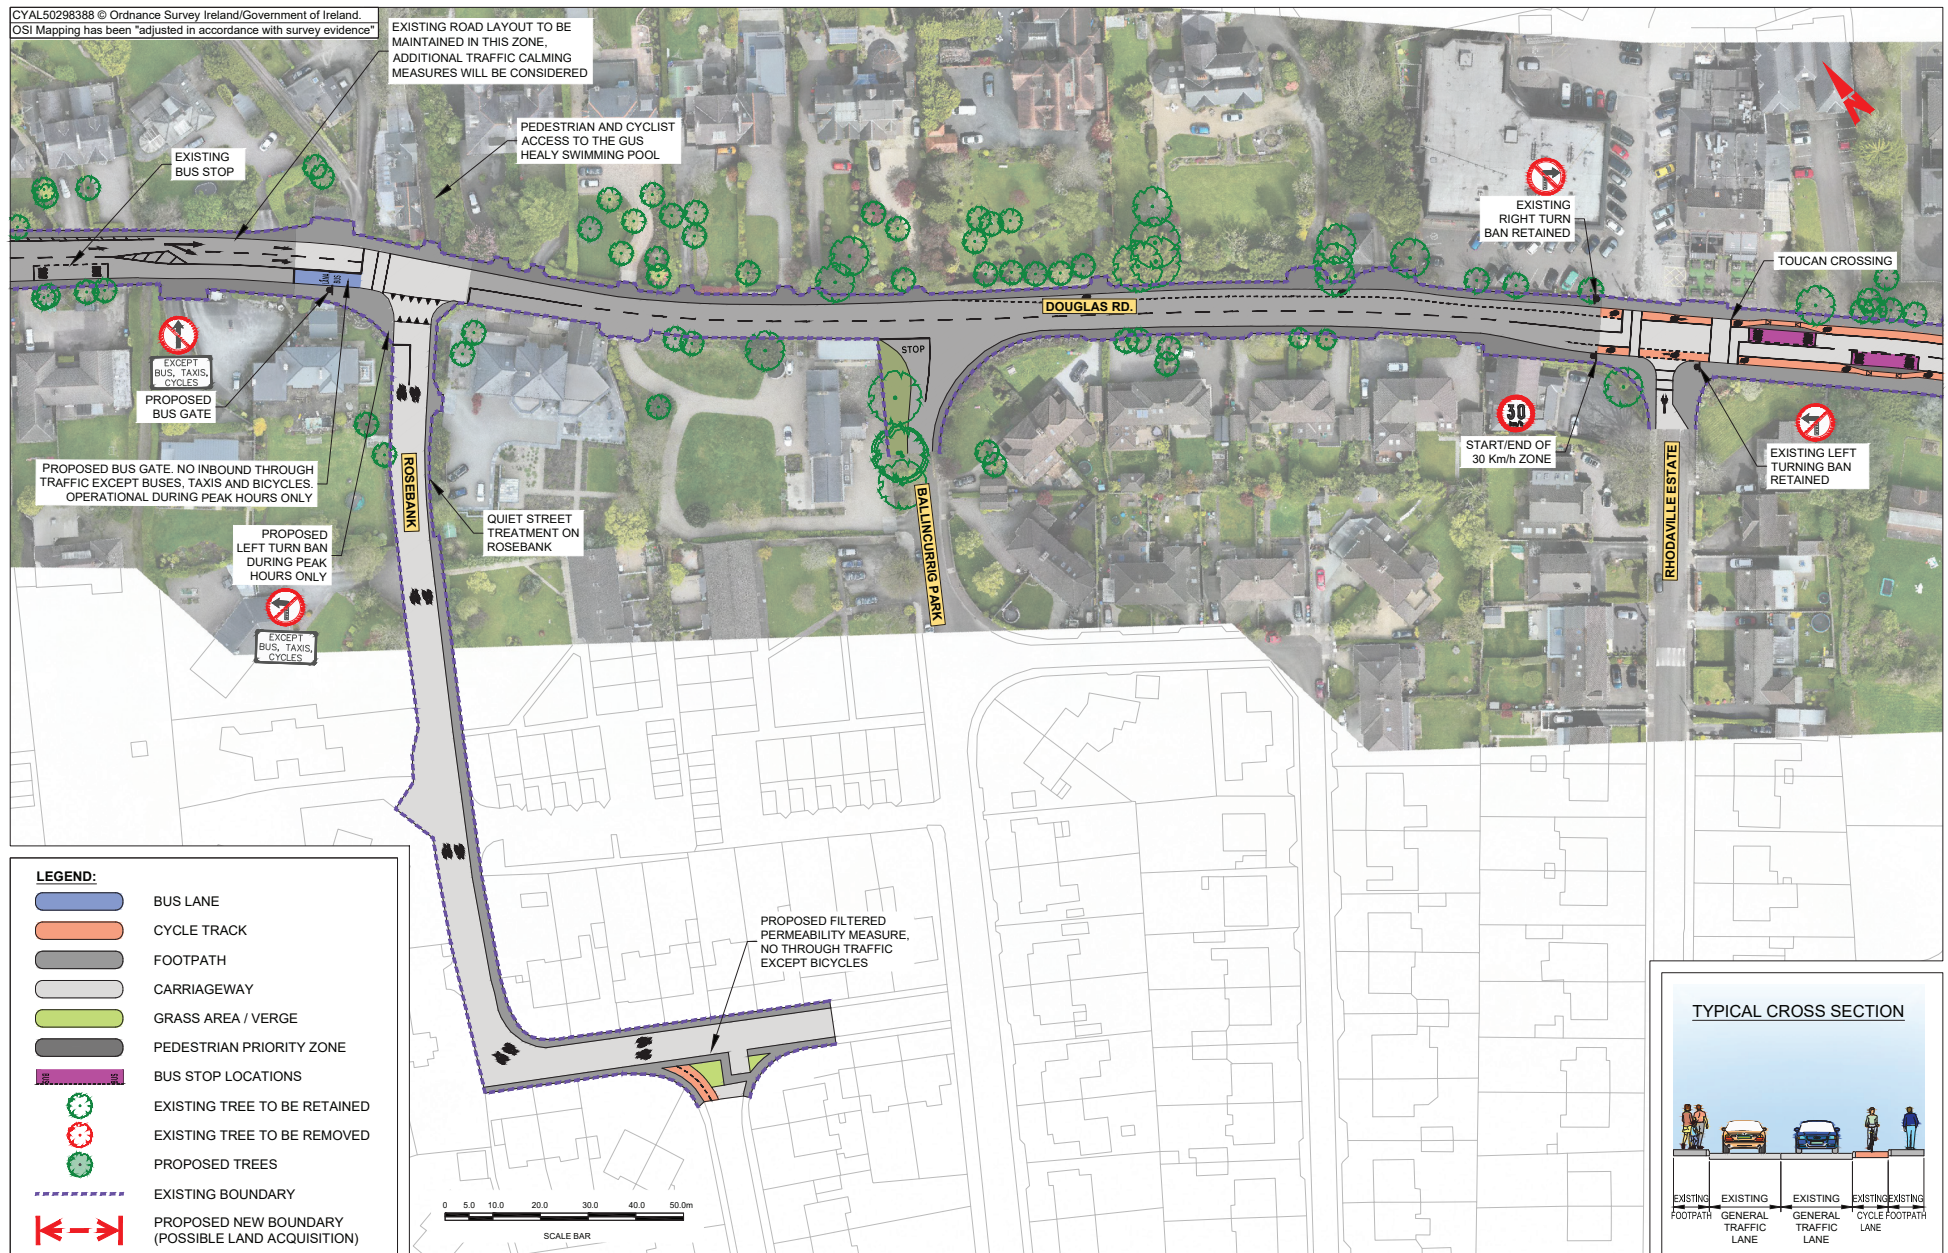 CYAL50298388 © Ordnance Survey Ireland/Government of Ireland.
OSI Mapping has been "adjusted in accordance with survey evidence"
EXISTING ROAD LAYOUT TO BE
MAINTAINED IN THIS ZONE,
ADDITIONAL TRAFFIC CALMING
MEASURES WILL BE CONSIDERED
PEDESTRIAN AND CYCLIST
ACCESS TO THE GUS
HEALY SWIMMING POOL
EXISTING
BUS STOP
EXISTING
RIGHT TURN
BAN RETAINED
TOUCAN CROSSING
DOUGLAS RD.
STOP
BUS
EXCEPT
BUS, TAXIS,
CYCLES
PROPOSED
BUS GATE
PROPOSED BUS GATE. NO INBOUND THROUGH
TRAFFIC EXCEPT BUSES, TAXIS AND BICYCLES.
OPERATIONAL DURING PEAK HOURS ONLY
PROPOSED
LEFT TURN BAN
DURING PEAK
HOURS ONLY
EXCEPT
BUS, TAXIS,
CYCLES
ROSEBANK
QUIET STREET
TREATMENT ON
ROSEBANK
BALLINCURRIG PARK
30
km/h
START/END OF
30 Km/h ZONE
RHODAVILLE ESTATE
EXISTING LEFT
TURNING BAN
RETAINED
PROPOSED FILTERED
PERMEABILITY MEASURE,
NO THROUGH TRAFFIC
EXCEPT BICYCLES
LEGEND:
BUS LANE
CYCLE TRACK
FOOTPATH
CARRIAGEWAY
GRASS AREA / VERGE
PEDESTRIAN PRIORITY ZONE
BUS STOP LOCATIONS
EXISTING TREE TO BE RETAINED
EXISTING TREE TO BE REMOVED
PROPOSED TREES
EXISTING BOUNDARY
PROPOSED NEW BOUNDARY
(POSSIBLE LAND ACQUISITION)
0 5.0 10.0 20.0 30.0 40.0 50.0m
SCALE BAR
TYPICAL CROSS SECTION
EXISTING
FOOTPATH
EXISTING
GENERAL
TRAFFIC
LANE
EXISTING
GENERAL
TRAFFIC
LANE
EXISTING
CYCLE
LANE
EXISTING
FOOTPATH